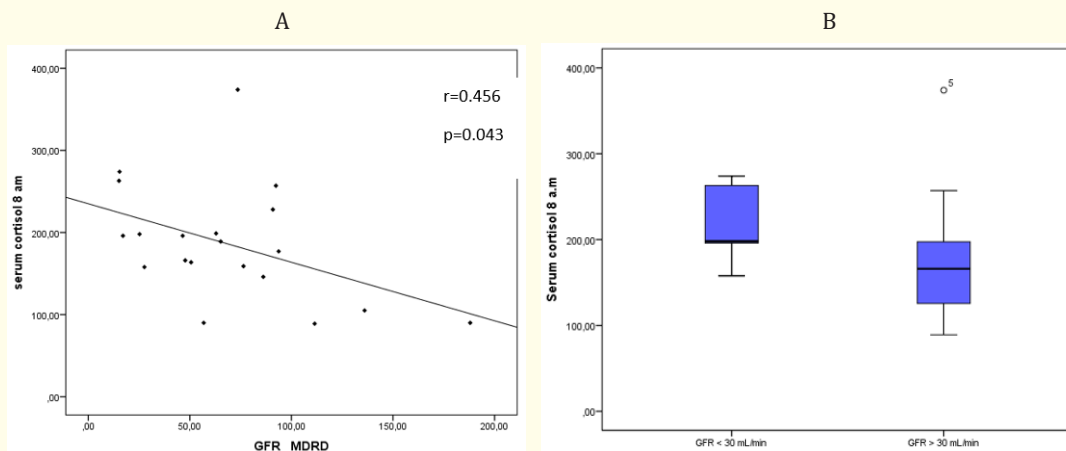 A
400,00
300,00
200,00
100,00
,00
serum cortisol 8 am
r=0.456
p=0.043
,00 50,00 100,00 150,00 200,00
GFR MDRD
B
400,00
300,00
200,00
100,00
,00
Serum cortisol 8 a.m
5
GFR < 30 mL/min GFR > 30 mL/min